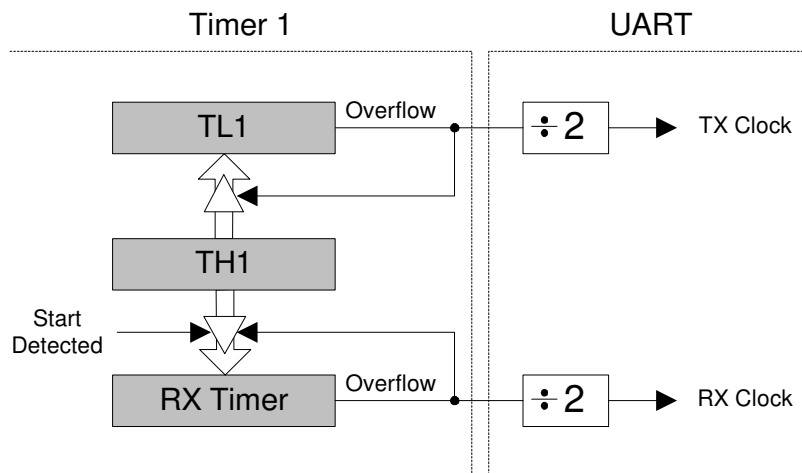 Timer 1
UART
TL1
Overflow
÷ 2
TX Clock
TH1
Start
Detected
RX Timer
Overflow
÷ 2
RX Clock